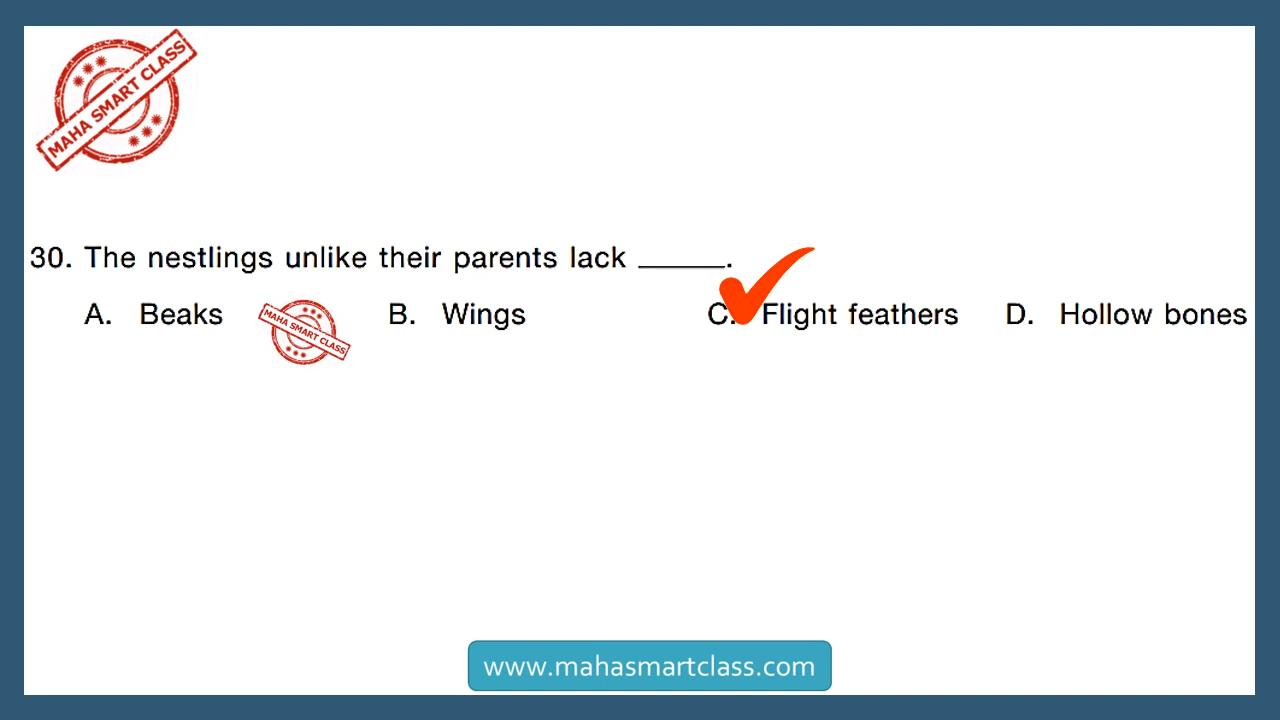 MAHA SMART CLASS
30. The nestlings unlike their parents lack ______.
A. Beaks B. Wings C. Flight feathers D. Hollow bones
MAHA SMART CLASS
www.mahasmartclass.com